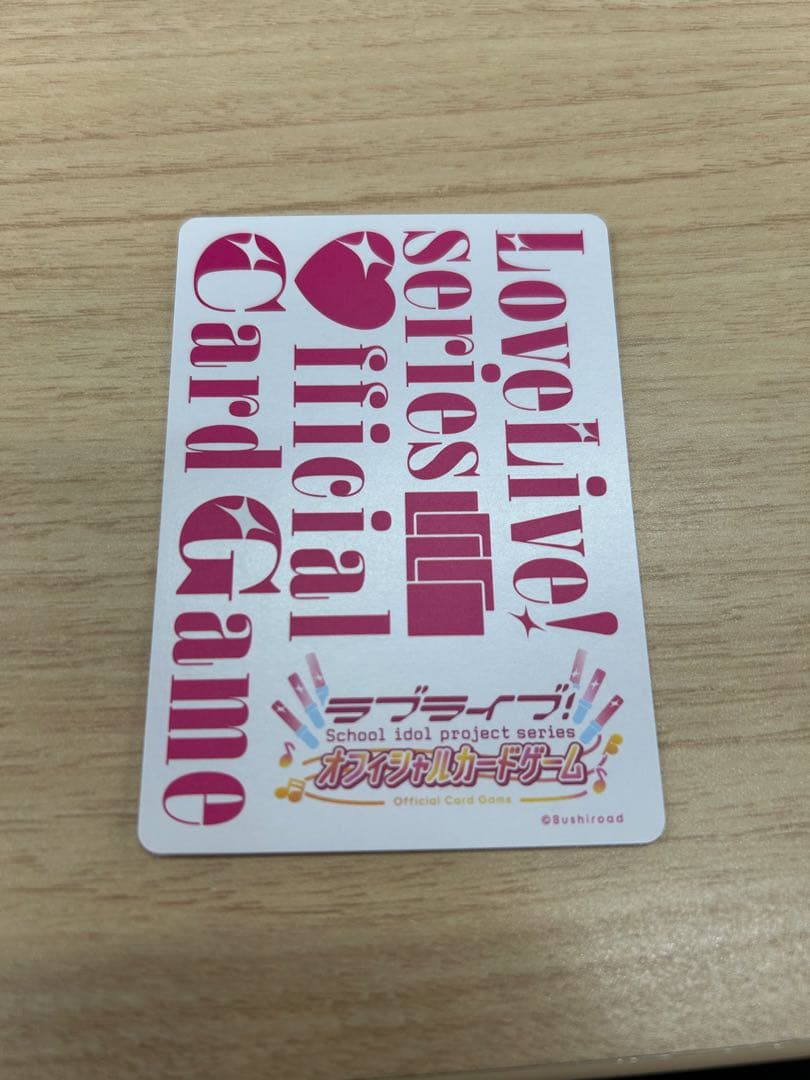 LoveLive!
series
Official
Card Game
ラブライブ!
School idol project series
オフィシャルカードゲーム
Official Card Game
©Bushiroad